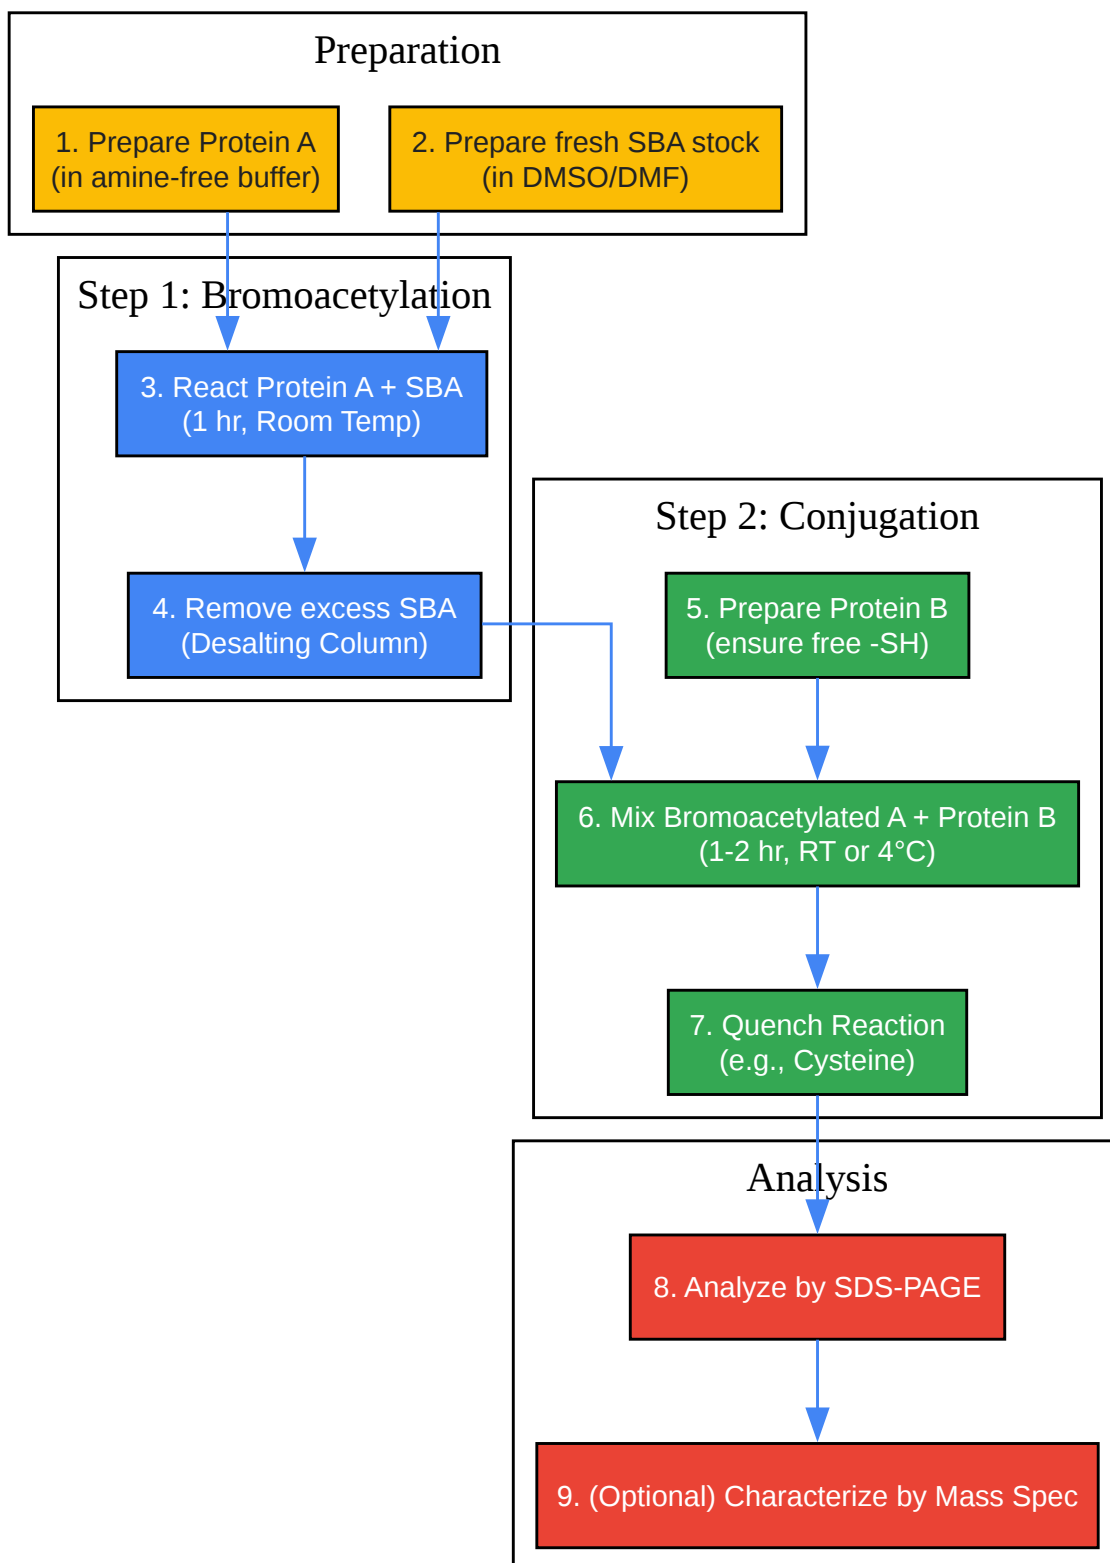 Preparation
1. Prepare Protein A
(in amine-free buffer)
2. Prepare fresh SBA stock
(in DMSO/DMF)
Step 1: Bromoacetylation
3. React Protein A + SBA
(1 hr, Room Temp)
4. Remove excess SBA
(Desalting Column)
Step 2: Conjugation
5. Prepare Protein B
(ensure free -SH)
6. Mix Bromoacetylated A + Protein B
(1-2 hr, RT or 4°C)
7. Quench Reaction
(e.g., Cysteine)
Analysis
8. Analyze by SDS-PAGE
9. (Optional) Characterize by Mass Spec